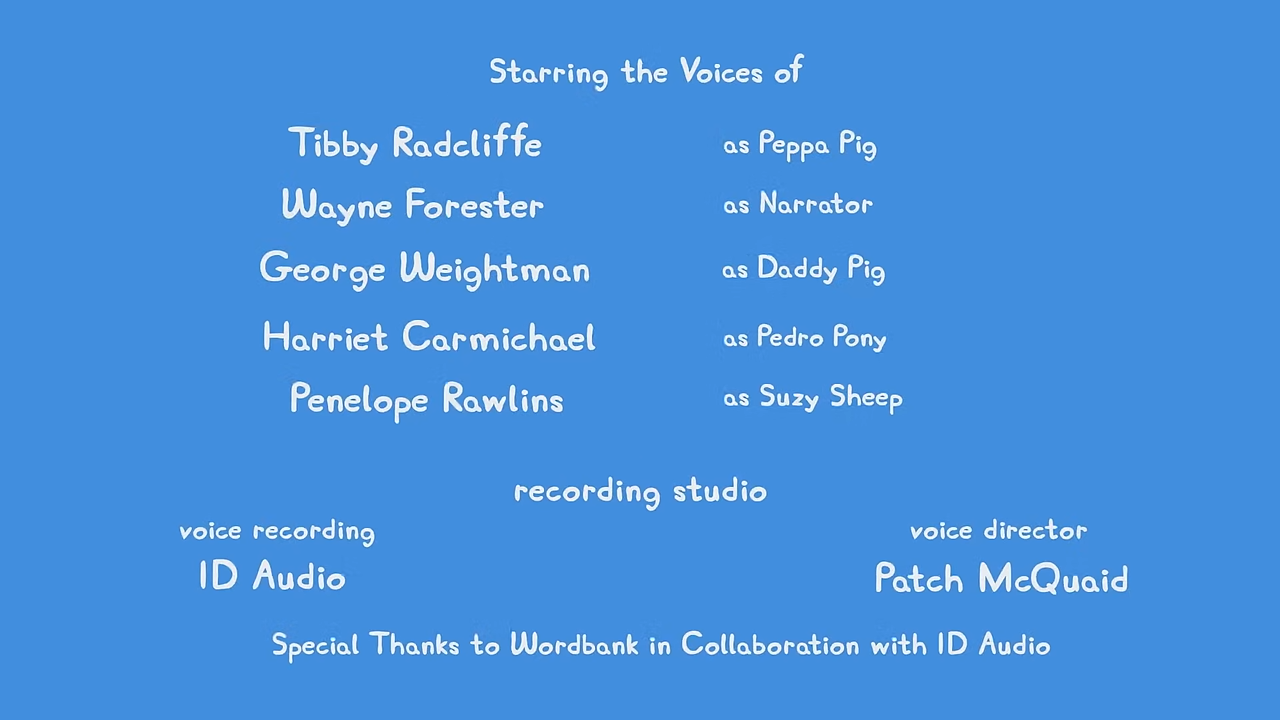 Starring the Voices of
Tibby Radcliffe as Peppa Pig
Wayne Forester as Narrator
George Weightman as Daddy Pig
Harriet Carmichael as Pedro Pony
Penelope Rawlins as Suzy Sheep
recording studio
voice recording voice director
ID Audio Patch McQuaid
Special Thanks to Wordbank in Collaboration with ID Audio